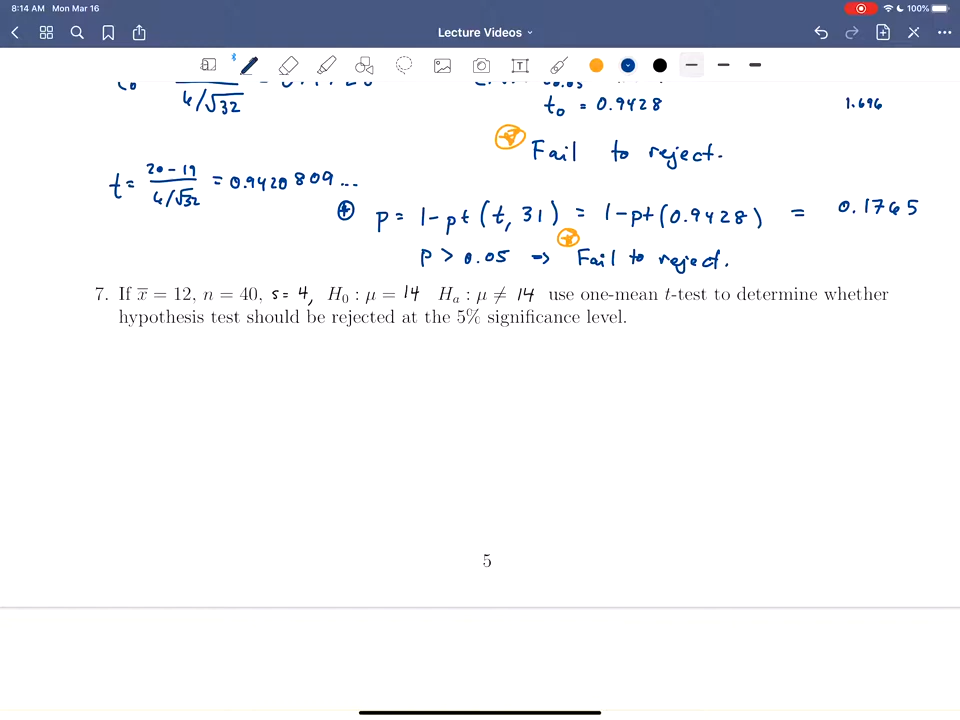 8:14 AM Mon Mar 16
100%
Lecture Videos
4/√32
t₀ = 0.9428
1.696
Fail to reject.
t = (20 - 19)/(6/√32) = 0.9420809...
p = 1 - pt(t, 31) = 1 - pt(0.9428) = 0.1765
p > 0.05 => Fail to reject.
7. If x̄ = 12, n = 40, s = 4, H₀ : μ = 14 Hₐ : μ ≠ 14 use one-mean t-test to determine whether
hypothesis test should be rejected at the 5% significance level.
5